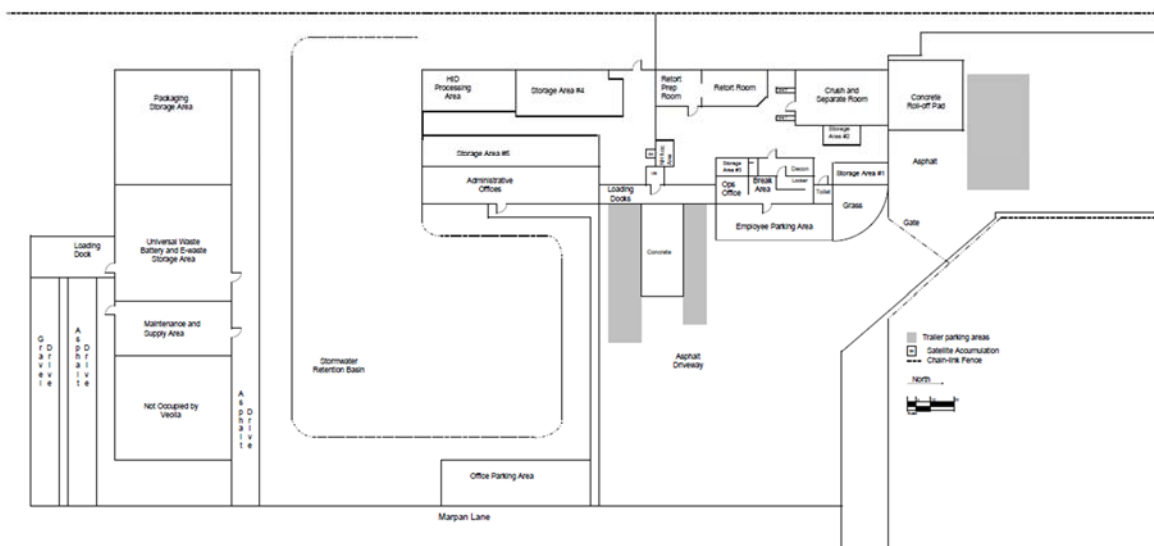 Packaging
Storage Area
HID
Processing
Area
Storage Area #4
Retort
Prep
Room
Retort Room
Crush and
Separate Room
Concrete
Roll-off Pad
Storage
Area #2
Storage Area #5
Administrative
Offices
Storage
Area #3
Decon
Locker
Storage Area #1
Asphalt
Loading
Docks
Ops
Office
Break
Area
Toilet
Grass
Employee Parking Area
Gate
Loading
Dock
Universal Waste
Battery and E-waste
Storage Area
Concrete
Maintenance and
Supply Area
Gravel
Drive
Asphalt
Drive
Stormwater
Retention Basin
Asphalt
Driveway
Trailer parking areas
Satellite Accumulation
Chain-link Fence
North
Not Occupied by
Veolia
Asphalt
Drive
Office Parking Area
Marpan Lane